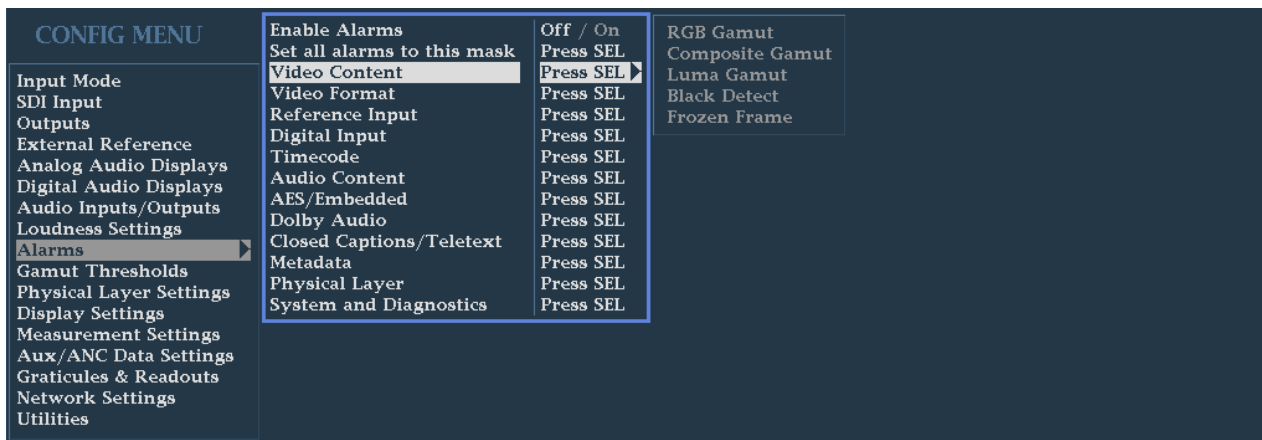 CONFIG MENU
Input Mode
SDI Input
Outputs
External Reference
Analog Audio Displays
Digital Audio Displays
Audio Inputs/Outputs
Loudness Settings
Alarms
Gamut Thresholds
Physical Layer Settings
Display Settings
Measurement Settings
Aux/ANC Data Settings
Graticules & Readouts
Network Settings
Utilities
Enable Alarms Off / On
Set all alarms to this mask Press SEL
Video Content Press SEL
Video Format Press SEL
Reference Input Press SEL
Digital Input Press SEL
Timecode Press SEL
Audio Content Press SEL
AES/Embedded Press SEL
Dolby Audio Press SEL
Closed Captions/Teletext Press SEL
Metadata Press SEL
Physical Layer Press SEL
System and Diagnostics Press SEL
RGB Gamut
Composite Gamut
Luma Gamut
Black Detect
Frozen Frame